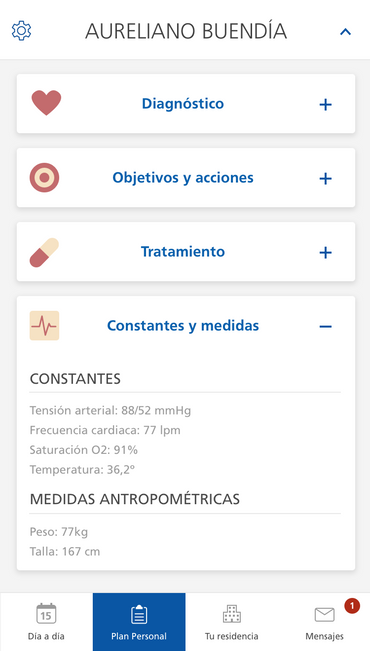 AURELIANO BUENDÍA
Diagnóstico
Objetivos y acciones
Tratamiento
Constantes y medidas
CONSTANTES
Tensión arterial: 88/52 mmHg
Frecuencia cardiaca: 77 lpm
Saturación O2: 91%
Temperatura: 36,2º
MEDIDAS ANTROPOMÉTRICAS
Peso: 77kg
Talla: 167 cm
15
1
Día a día
Plan Personal
Tu residencia
Mensajes